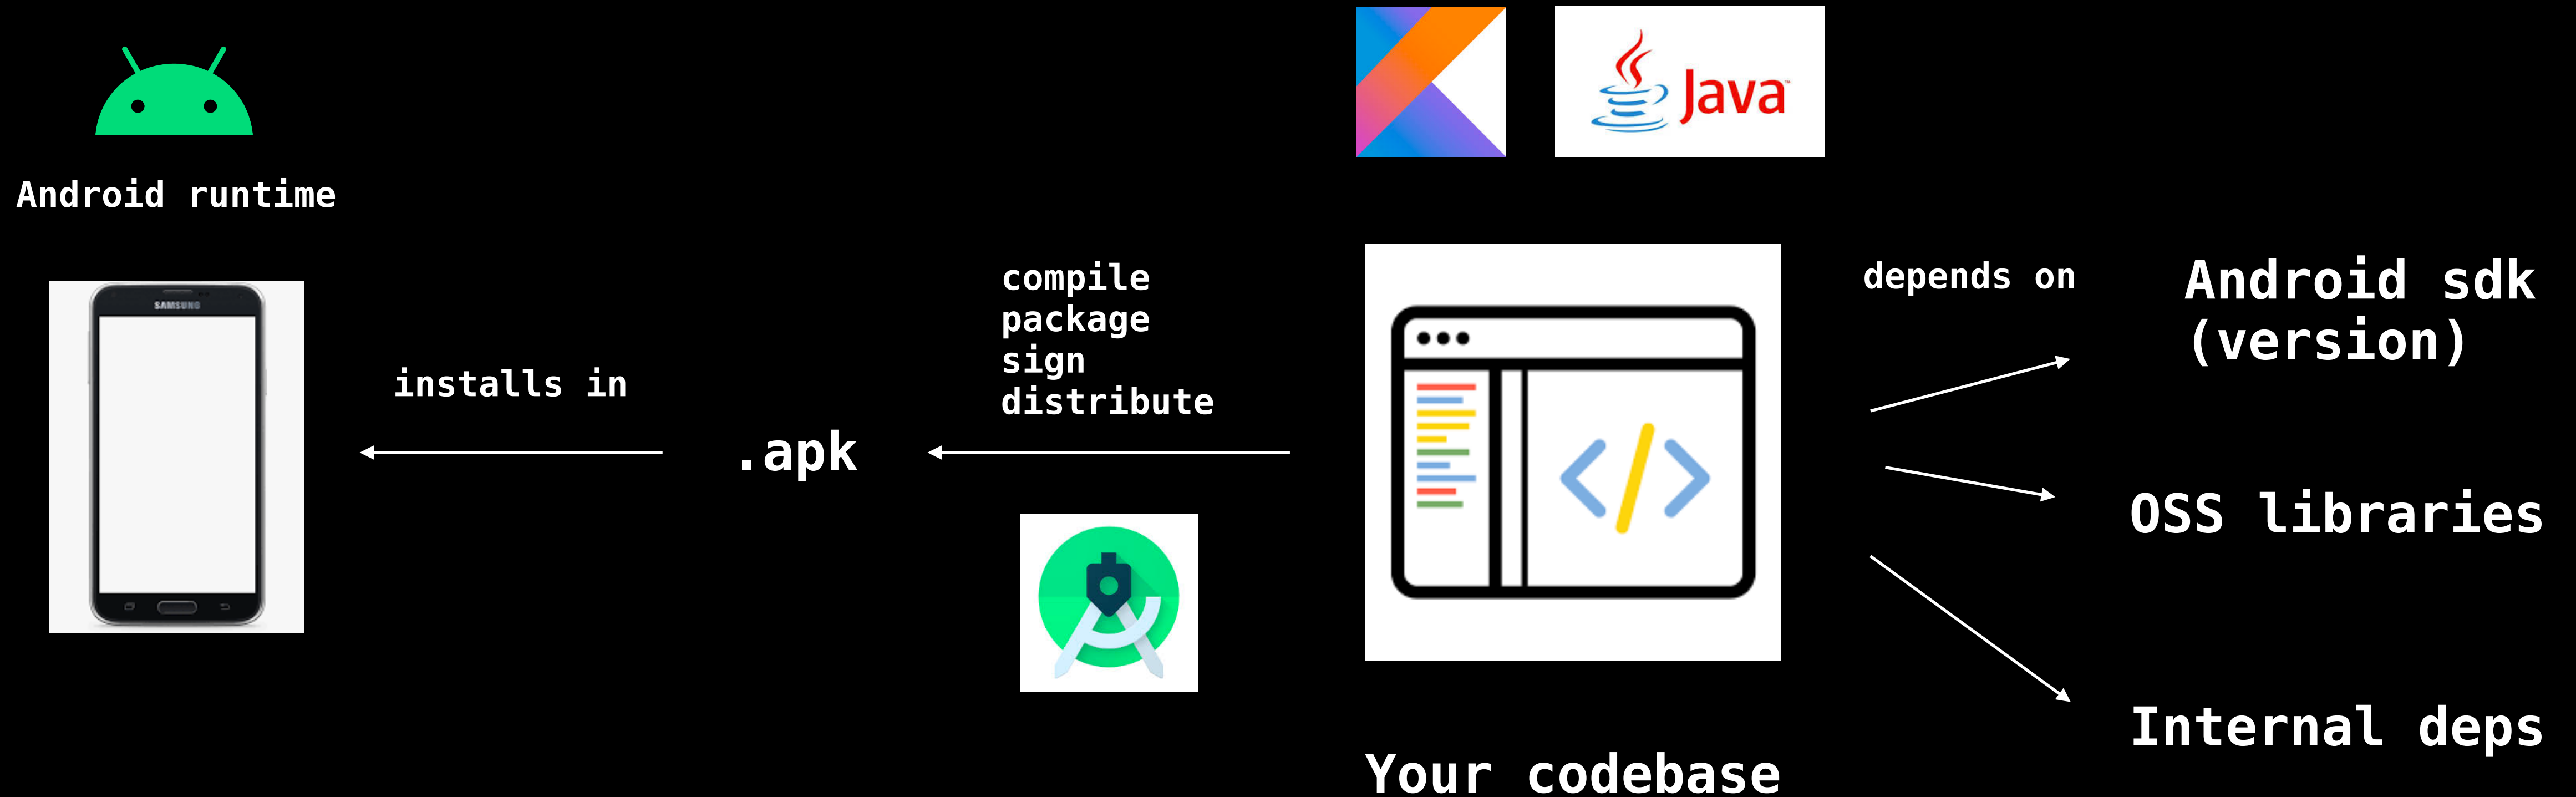 Java
Android runtime
SAMSUNG
installs in
.apk
compile
package
sign
distribute
Your codebase
depends on
Android sdk
(version)
OSS libraries
Internal deps